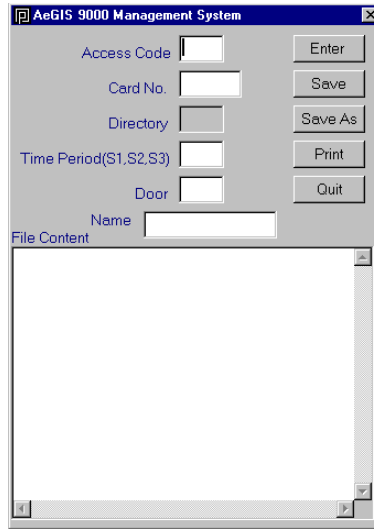 AeGIS 9000 Management System
Access Code
Enter
Card No.
Save
Directory
Save As
Time Period(S1,S2,S3)
Print
Door
Quit
Name
File Content